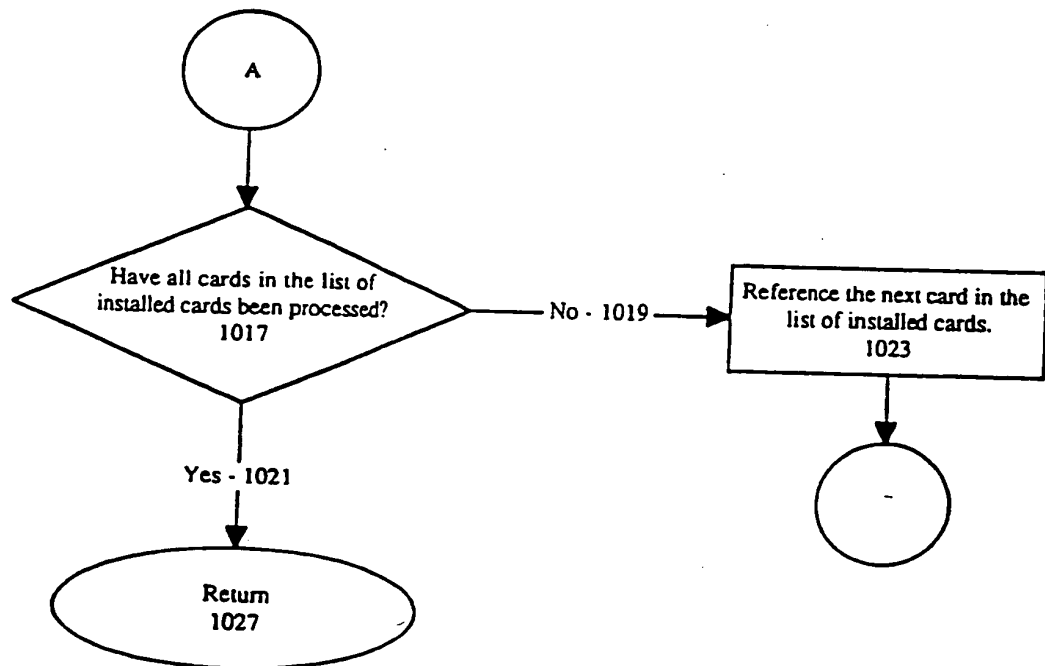 A
Have all cards in the list of
installed cards been processed?
1017
No - 1019
Reference the next card in the
list of installed cards.
1023
Yes - 1021
Return
1027